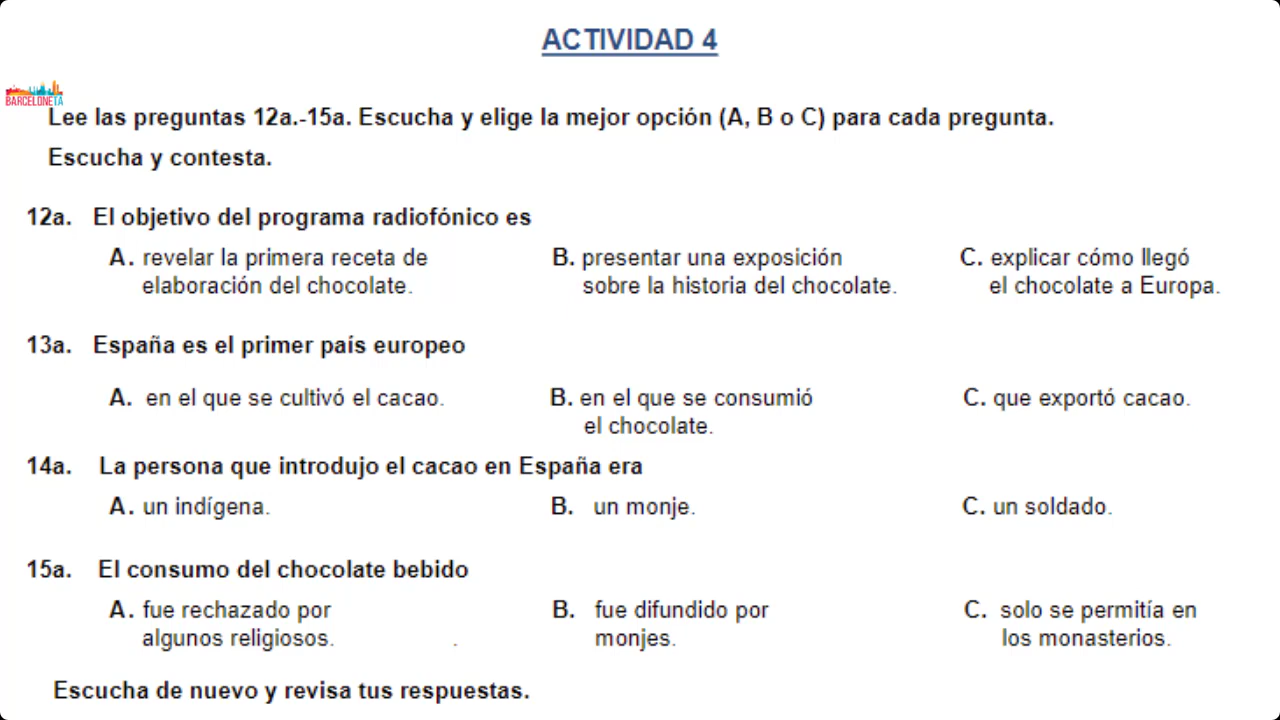 ACTIVIDAD 4
BARCELONETA
Lee las preguntas 12a.-15a. Escucha y elige la mejor opción (A, B o C) para cada pregunta.
Escucha y contesta.
12a. El objetivo del programa radiofónico es
A. revelar la primera receta de
elaboración del chocolate.
B. presentar una exposición
sobre la historia del chocolate.
C. explicar cómo llegó
el chocolate a Europa.
13a. España es el primer país europeo
A. en el que se cultivó el cacao.
B. en el que se consumió
el chocolate.
C. que exportó cacao.
14a. La persona que introdujo el cacao en España era
A. un indígena.
B. un monje.
C. un soldado.
15a. El consumo del chocolate bebido
A. fue rechazado por
algunos religiosos.
.
B. fue difundido por
monjes.
C. solo se permitía en
los monasterios.
Escucha de nuevo y revisa tus respuestas.